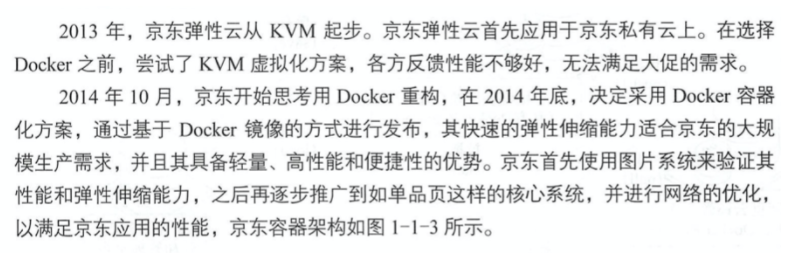 2013 年，京东弹性云从 KVM 起步。京东弹性云首先应用于京东私有云上。在选择
Docker 之前，尝试了 KVM 虚拟化方案，各方反馈性能不够好，无法满足大促的需求。
2014 年 10 月，京东开始思考用 Docker 重构，在 2014 年底，决定采用 Docker 容器
化方案，通过基于 Docker 镜像的方式进行发布，其快速的弹性伸缩能力适合京东的大规
模生产需求，并且其具备轻量、高性能和便捷性的优势。京东首先使用图片系统来验证其
性能和弹性伸缩能力，之后再逐步推广到如单品页这样的核心系统，并进行网络的优化，
以满足京东应用的性能，京东容器架构如图 1-1-3 所示。